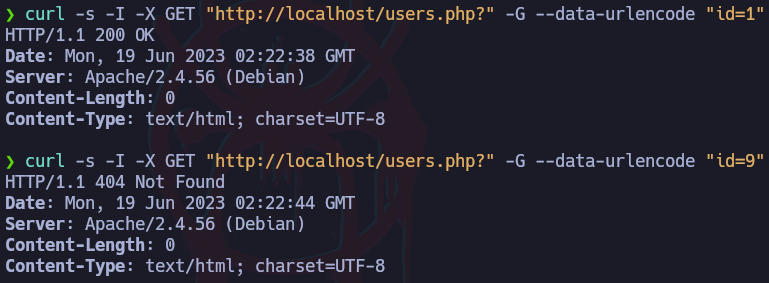 ❯ curl -s -I -X GET "http://localhost/users.php?" -G --data-urlencode "id=1"
HTTP/1.1 200 OK
Date: Mon, 19 Jun 2023 02:22:38 GMT
Server: Apache/2.4.56 (Debian)
Content-Length: 0
Content-Type: text/html; charset=UTF-8
❯ curl -s -I -X GET "http://localhost/users.php?" -G --data-urlencode "id=9"
HTTP/1.1 404 Not Found
Date: Mon, 19 Jun 2023 02:22:44 GMT
Server: Apache/2.4.56 (Debian)
Content-Length: 0
Content-Type: text/html; charset=UTF-8